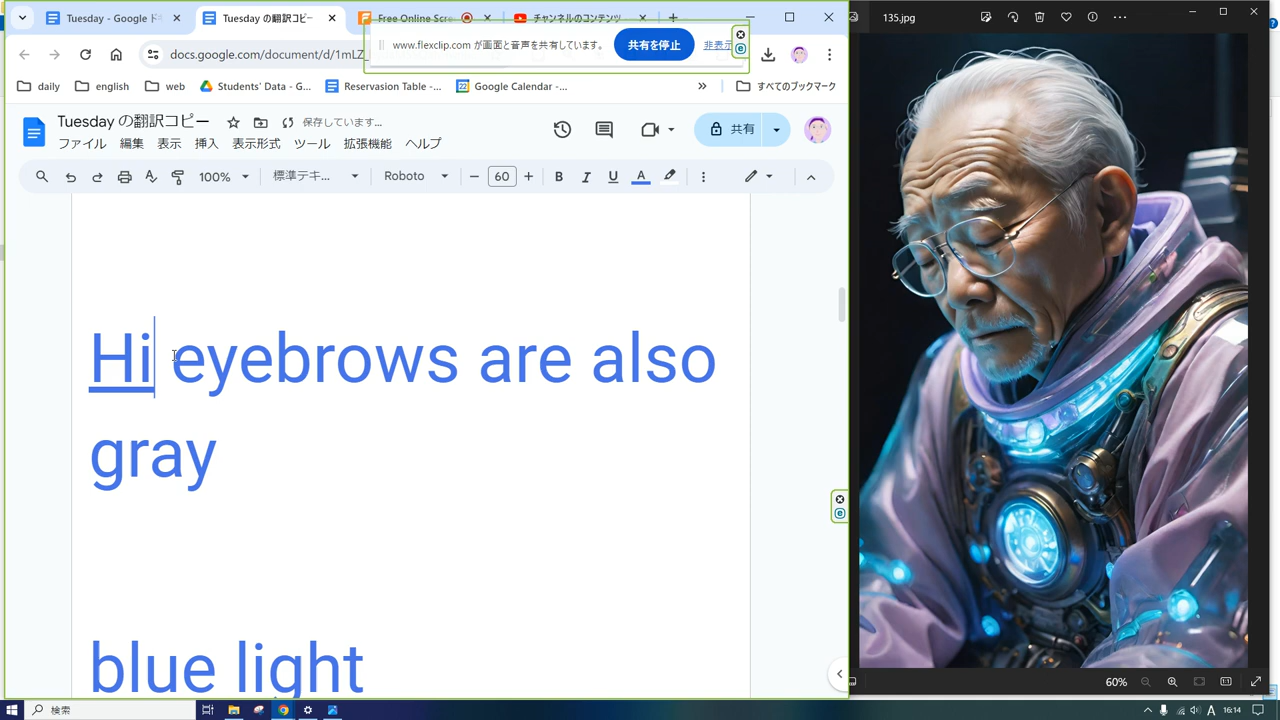 Tuesday - Google ド
Tuesday の翻訳コピー
Free Online Scre
チャンネルのコンテンツ
135.jpg
docs.google.com/document/d/1mLZ
www.flexclip.com が画面と音声を共有しています。
共有を停止
非表示
daily
english
web
Students' Data - G...
Reservasion Table -...
Google Calendar -...
すべてのブックマーク
Tuesday の翻訳コピー
保存しています...
ファイル 編集 表示 挿入 表示形式 ツール 拡張機能 ヘルプ
共有
100% 標準テキ... Roboto 60 B I U A
Hi eyebrows are also
gray
blue light
60%
検索
A 16:14